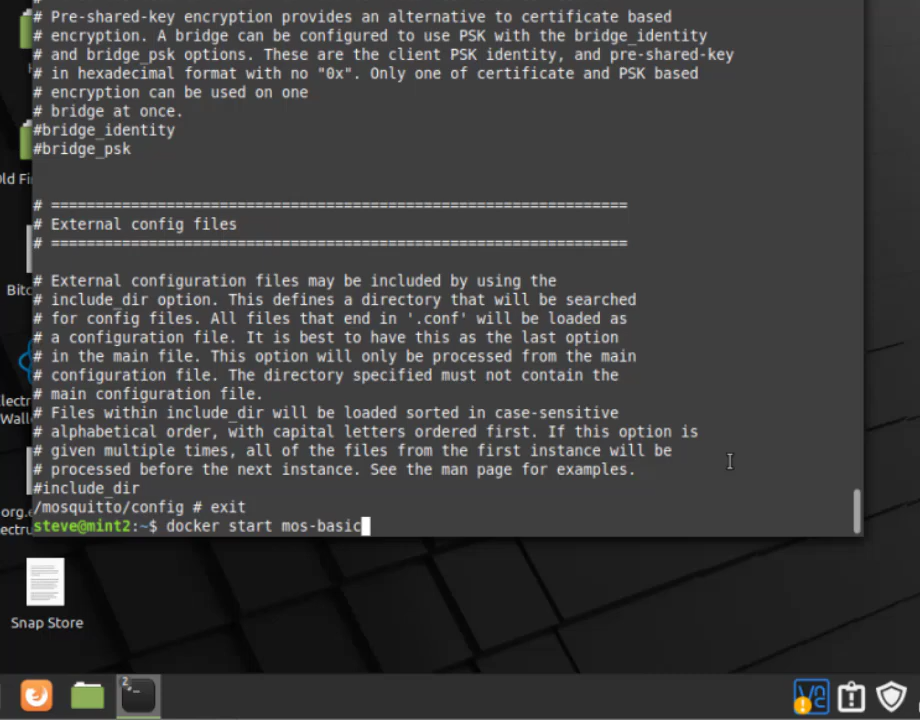 # Pre-shared-key encryption provides an alternative to certificate based
# encryption. A bridge can be configured to use PSK with the bridge_identity
# and bridge_psk options. These are the client PSK identity, and pre-shared-key
# in hexadecimal format with no "0x". Only one of certificate and PSK based
# encryption can be used on one
# bridge at once.
#bridge_identity
#bridge_psk
# =================================================================
# External config files
# =================================================================
# External configuration files may be included by using the
# include_dir option. This defines a directory that will be searched
# for config files. All files that end in '.conf' will be loaded as
# a configuration file. It is best to have this as the last option
# in the main file. This option will only be processed from the main
# configuration file. The directory specified must not contain the
# main configuration file.
# Files within include_dir will be loaded sorted in case-sensitive
# alphabetical order, with capital letters ordered first. If this option is
# given multiple times, all of the files from the first instance will be
# processed before the next instance. See the man page for examples.
#include_dir
/mosquitto/config # exit
steve@mint2:~$ docker start mos-basic
ld Fi
Bitc
lectr
Wall
org.e
ectru
Snap Store
2